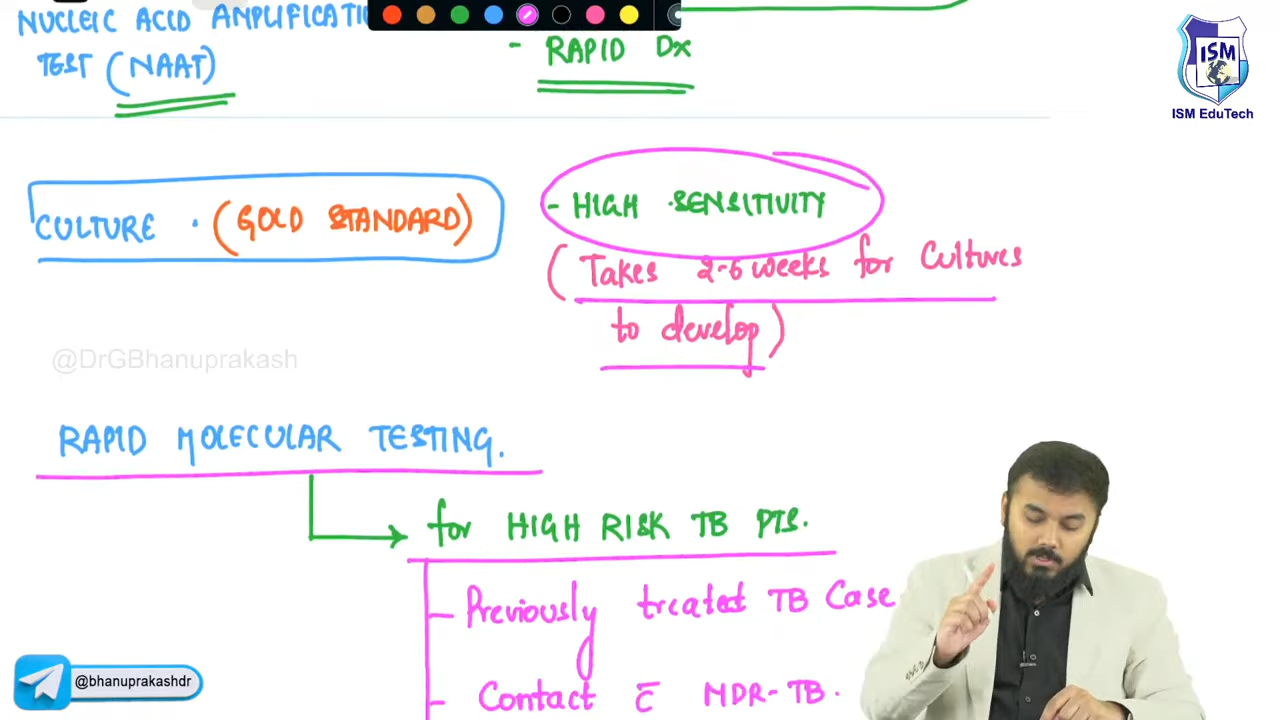 NUCLEIC ACID AMPLIFICATIO
TEST (NAAT)
- RAPID Dx
ISM
ISM EduTech
CULTURE . (GOLD STANDARD)
- HIGH SENSITIVITY
(Takes 2-6 weeks for Cultures
to develop)
@DrGBhanuprakash
RAPID MOLECULAR TESTING.
for HIGH RISK TB PTS.
- Previously treated TB Case
- Contact c̄ MDR-TB.
@bhanuprakashdr